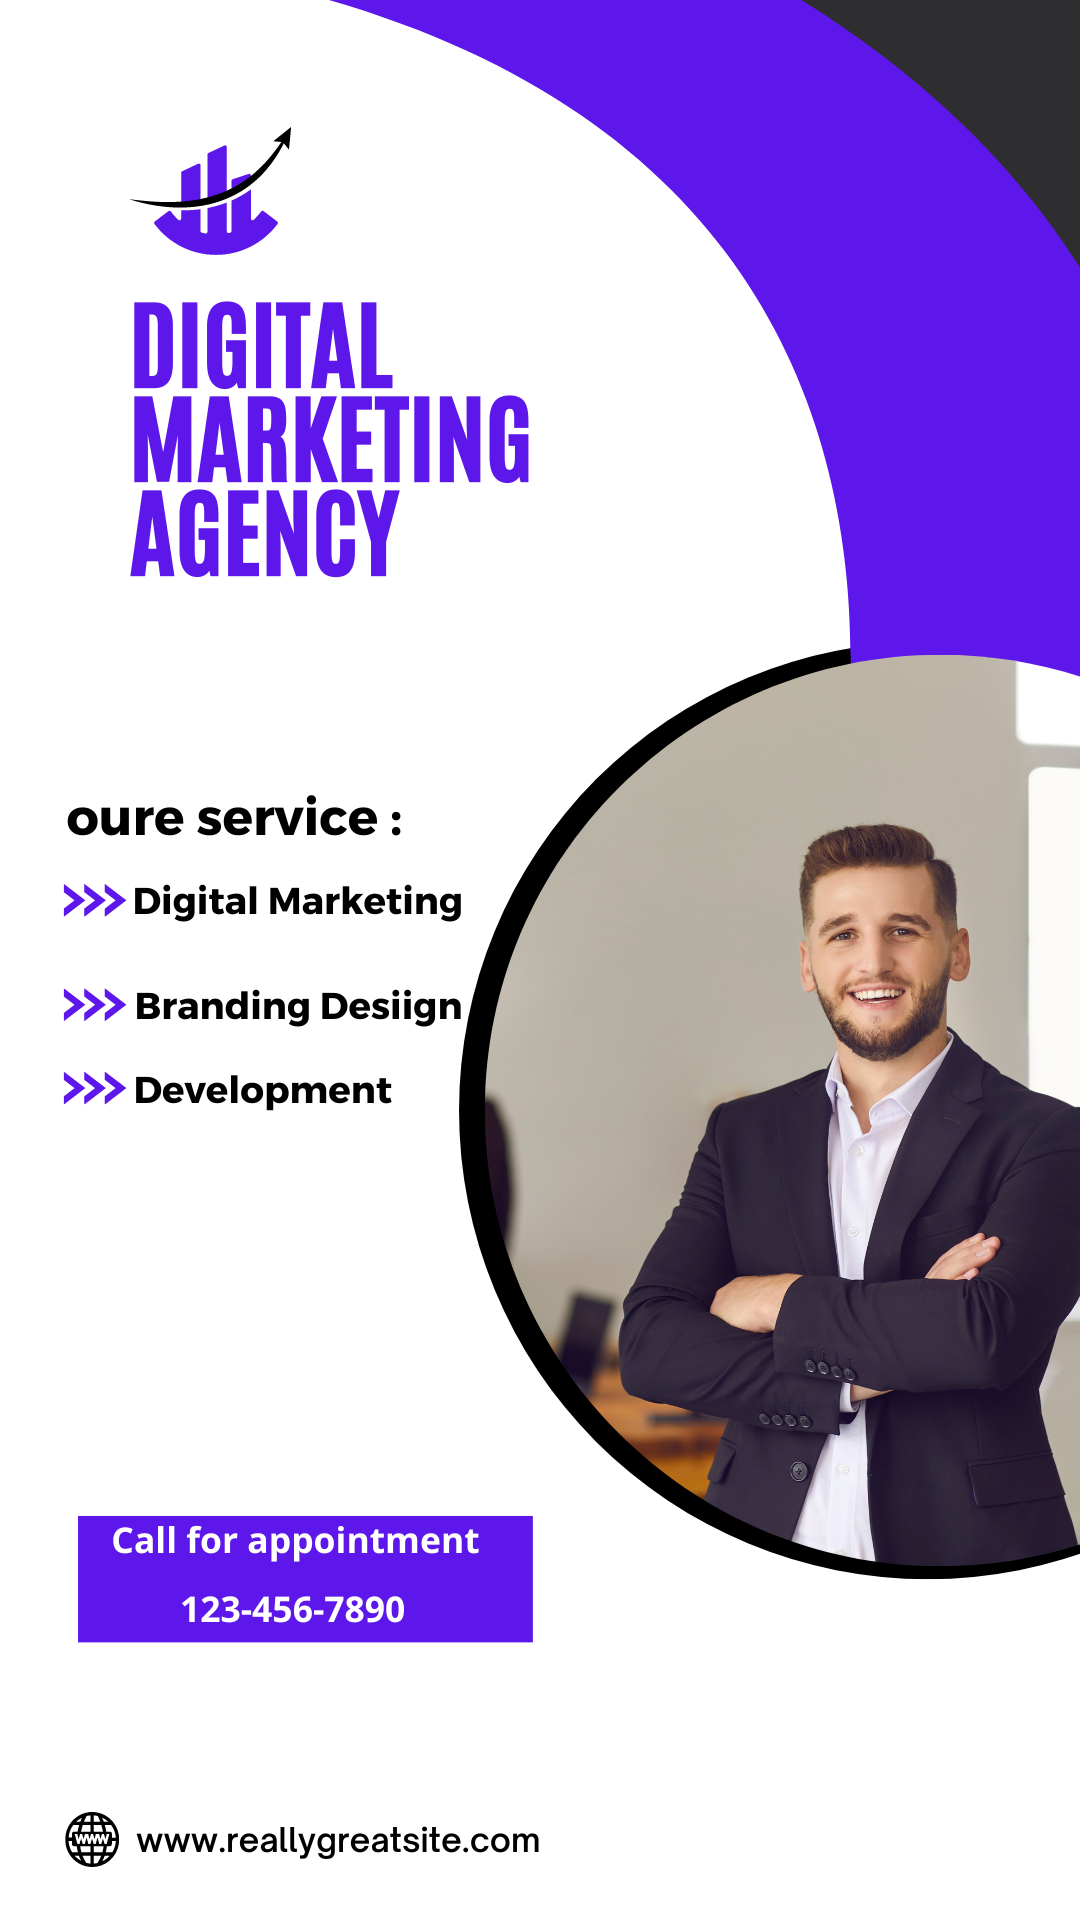 DIGITAL
MARKETING
AGENCY
oure service :
Digital Marketing
Branding Desiign
Development
Call for appointment
123-456-7890
www
www.reallygreatsite.com